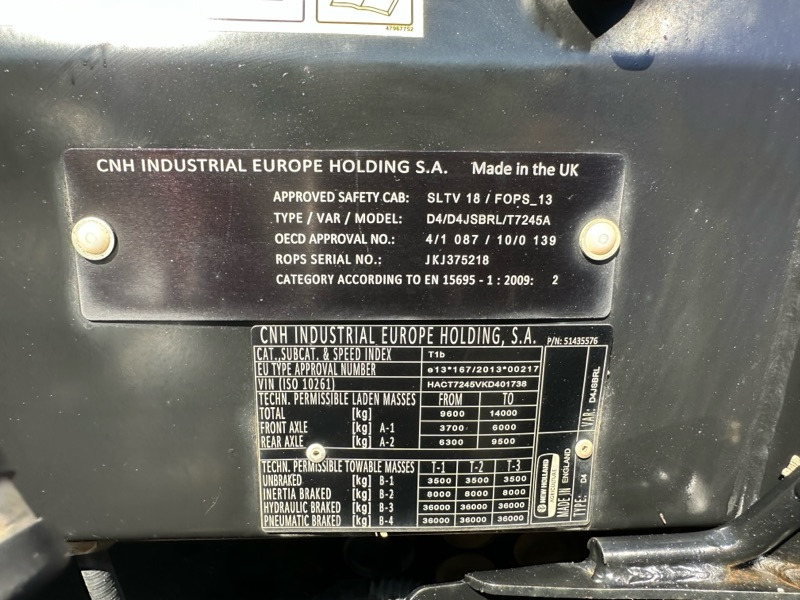 47967752
CNH INDUSTRIAL EUROPE HOLDING S.A. Made in the UK
APPROVED SAFETY CAB: SLTV 18 / FOPS_13
TYPE / VAR / MODEL: D4/D4JSBRL/T7245A
OECD APPROVAL NO.: 4/1 087 / 10/0 139
ROPS SERIAL NO.: JKJ375218
CATEGORY ACCORDING TO EN 15695 - 1 : 2009: 2
CNH INDUSTRIAL EUROPE HOLDING, S.A. P/N: 51435576
CAT.,SUBCAT. & SPEED INDEX T1b
EU TYPE APPROVAL NUMBER e13*167/2013*00217
VIN (ISO 10261) HACT7245VKD401738
TECHN. PERMISSIBLE LADEN MASSES FROM TO
TOTAL [kg] 9600 14000
FRONT AXLE [kg] A-1 3700 6000
REAR AXLE [kg] A-2 6300 9500
TECHN. PERMISSIBLE TOWABLE MASSES T-1 T-2 T-3
UNBRAKED [kg] B-1 3500 3500 3500
INERTIA BRAKED [kg] B-2 8000 8000 8000
HYDRAULIC BRAKED [kg] B-3 36000 36000 36000
PNEUMATIC BRAKED [kg] B-4 36000 36000 36000
NEW HOLLAND
AGRICULTURE
MADE IN ENGLAND
TYPE: D4
VAR: D4JSBRL